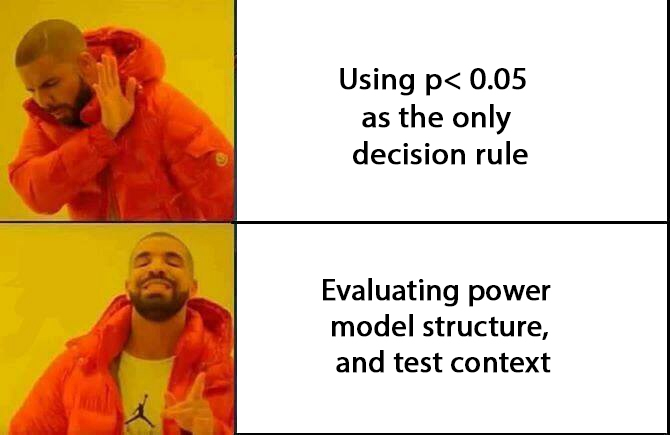 Using p< 0.05
as the only
decision rule
Evaluating power
model structure,
and test context